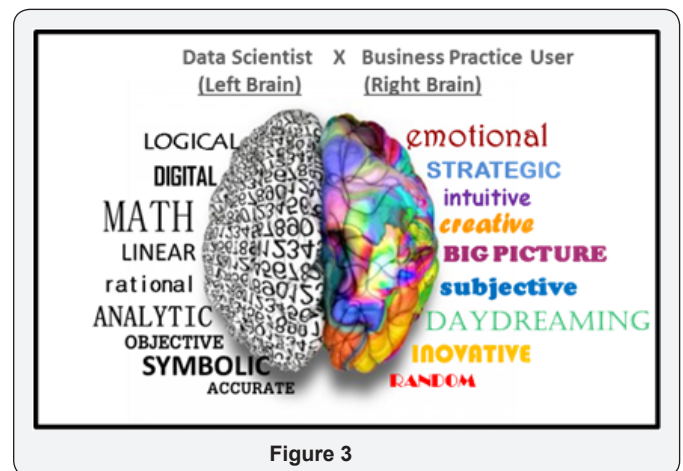 Data Scientist X Business Practice User
(Left Brain) (Right Brain)
LOGICAL
DIGITAL
MATH
LINEAR
rational
ANALYTIC
OBJECTIVE
SYMBOLIC
ACCURATE
emotional
STRATEGIC
intuitive
creative
BIG PICTURE
subjective
DAYDREAMING
INOVATIVE
RANDOM
Figure 3